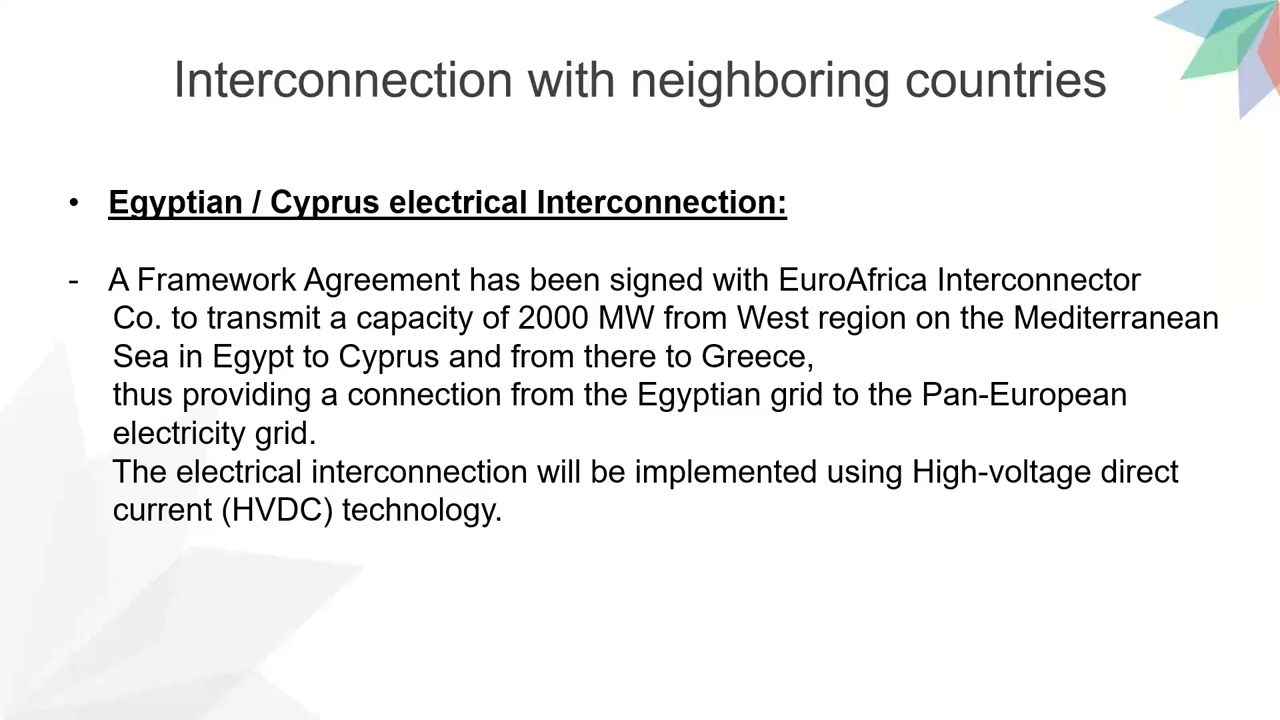 Interconnection with neighboring countries
• Egyptian / Cyprus electrical Interconnection:
- A Framework Agreement has been signed with EuroAfrica Interconnector
Co. to transmit a capacity of 2000 MW from West region on the Mediterranean
Sea in Egypt to Cyprus and from there to Greece,
thus providing a connection from the Egyptian grid to the Pan-European
electricity grid.
The electrical interconnection will be implemented using High-voltage direct
current (HVDC) technology.